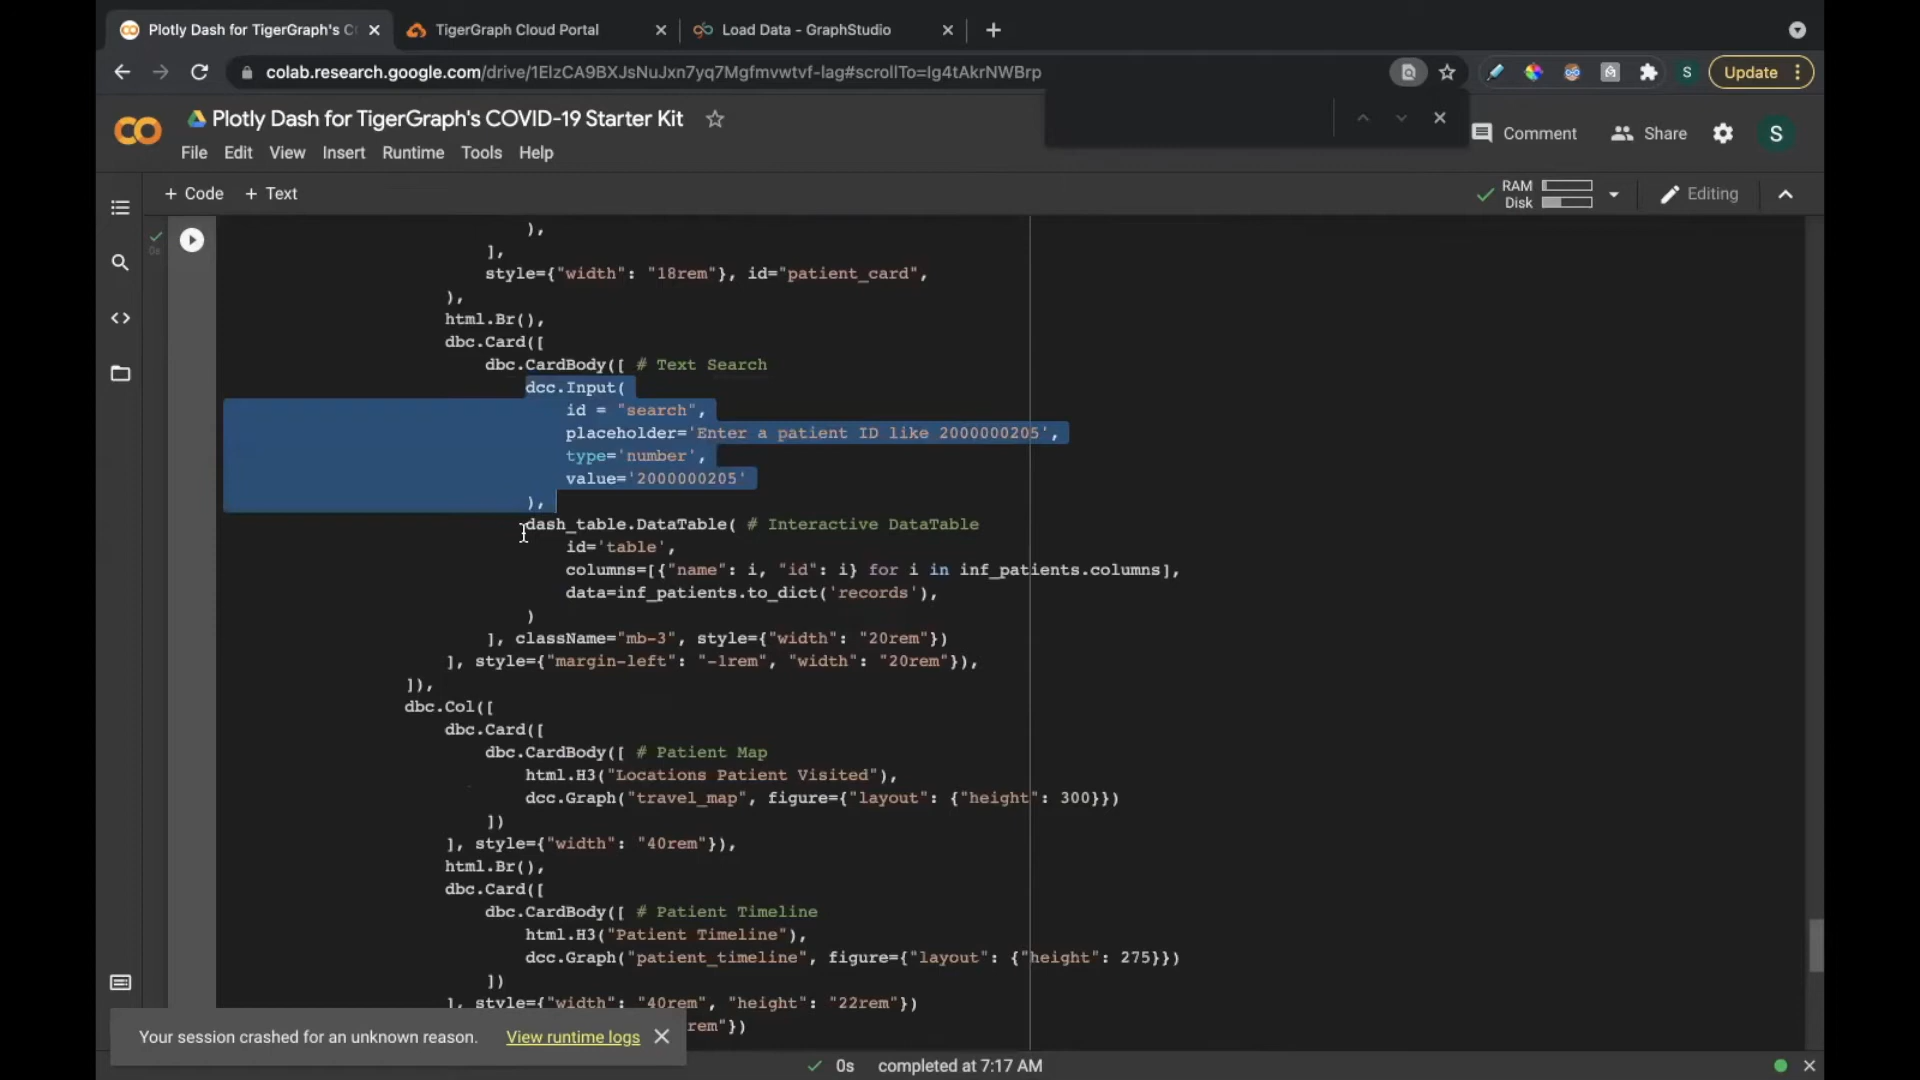 Plotly Dash for TigerGraph's C
TigerGraph Cloud Portal
Load Data - GraphStudio
colab.research.google.com/drive/1ElzCA9BXJsNuJxn7yq7Mgfmvwtvf-lag#scrollTo=Ig4tAkrNWBrp
S
Update
Plotly Dash for TigerGraph's COVID-19 Starter Kit
Comment
Share
S
File Edit View Insert Runtime Tools Help
+ Code + Text
RAM
Disk
Editing
0s
),
],
style={"width": "18rem"}, id="patient_card",
),
html.Br(),
dbc.Card([
dbc.CardBody([ # Text Search
dcc.Input(
id = "search",
placeholder='Enter a patient ID like 2000000205',
type='number',
value='2000000205'
),
dash_table.DataTable( # Interactive DataTable
id='table',
columns=[{"name": i, "id": i} for i in inf_patients.columns],
data=inf_patients.to_dict('records'),
)
], className="mb-3", style={"width": "20rem"})
], style={"margin-left": "-1rem", "width": "20rem"}),
]),
dbc.Col([
dbc.Card([
dbc.CardBody([ # Patient Map
html.H3("Locations Patient Visited"),
dcc.Graph("travel_map", figure={"layout": {"height": 300}})
])
], style={"width": "40rem"}),
html.Br(),
dbc.Card([
dbc.CardBody([ # Patient Timeline
html.H3("Patient Timeline"),
dcc.Graph("patient_timeline", figure={"layout": {"height": 275}})
])
], style={"width": "40rem", "height": "22rem"})
rem"})
Your session crashed for an unknown reason. View runtime logs
0s completed at 7:17 AM